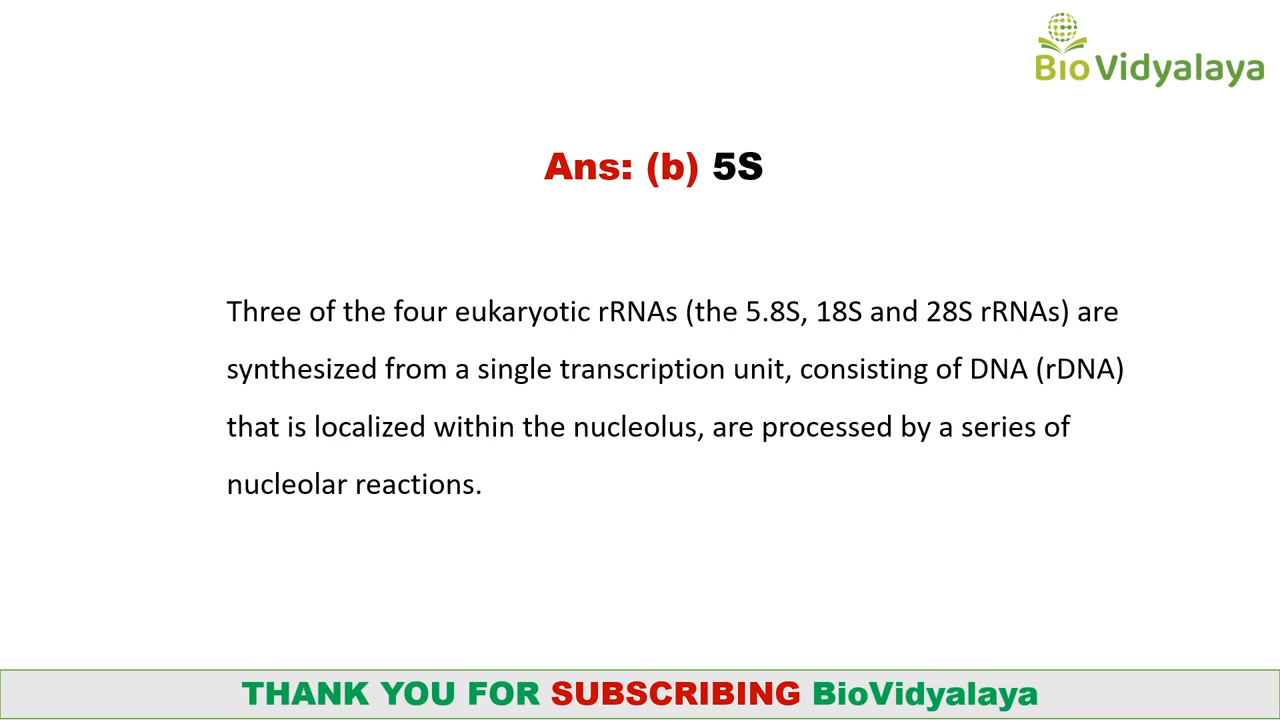 Bio Vidyalaya
Ans: (b) 5S
Three of the four eukaryotic rRNAs (the 5.8S, 18S and 28S rRNAs) are
synthesized from a single transcription unit, consisting of DNA (rDNA)
that is localized within the nucleolus, are processed by a series of
nucleolar reactions.
THANK YOU FOR SUBSCRIBING BioVidyalaya